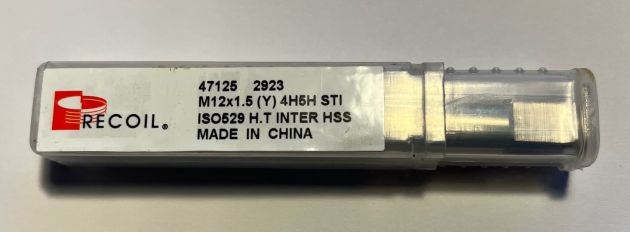 47125 2923
M12x1.5 (Y) 4H5H STI
RECOIL®
ISO529 H.T INTER HSS
MADE IN CHINA